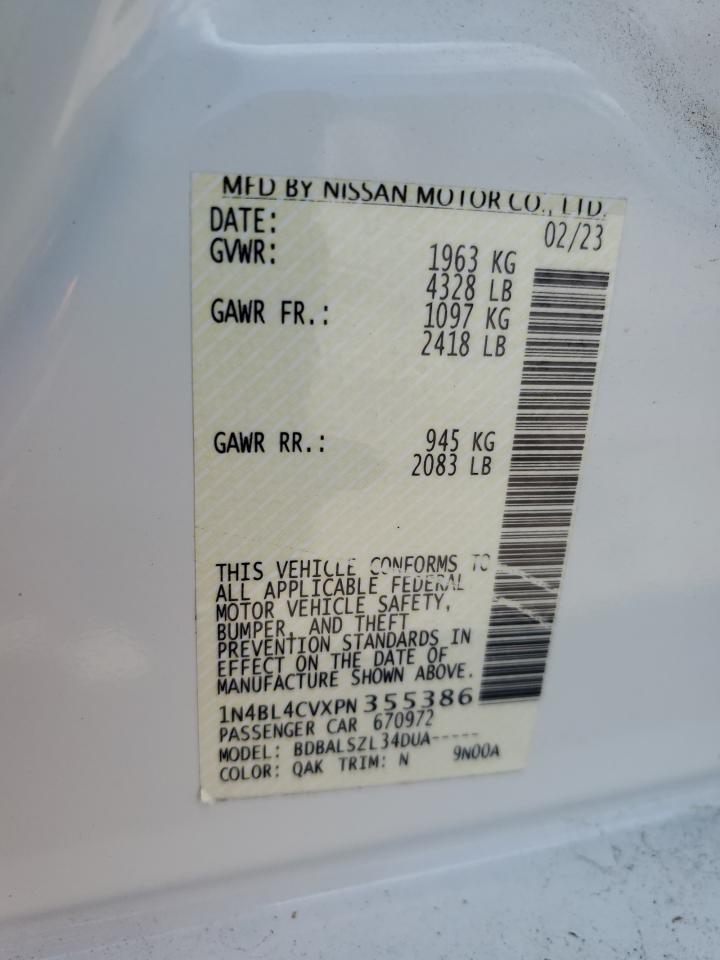 MFD BY NISSAN MOTOR CO., LTD.
DATE: 02/23
GVWR: 1963 KG
4328 LB
GAWR FR.: 1097 KG
2418 LB
GAWR RR.: 945 KG
2083 LB
THIS VEHICLE CONFORMS TO
ALL APPLICABLE FEDERAL
MOTOR VEHICLE SAFETY,
BUMPER, AND THEFT
PREVENTION STANDARDS IN
EFFECT ON THE DATE OF
MANUFACTURE SHOWN ABOVE.
1N4BL4CVXPN355386
PASSENGER CAR 670972
MODEL: BDBALSZL34DUA-----
COLOR: QAK TRIM: N 9N00A